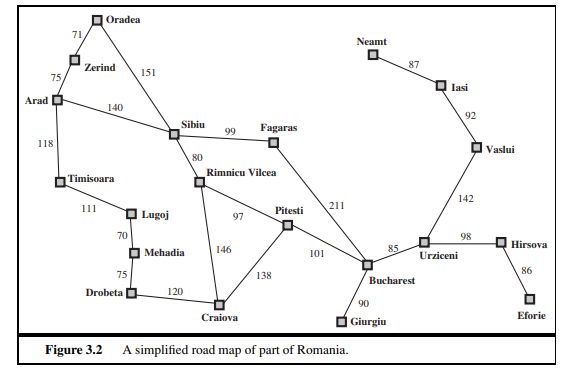 Oradea
71
Neamt
Zerind
87
151
75
Iasi
Arad
140
92
Sibiu
99
Fagaras
118
Vaslui
80
Timisoara
Rimnicu Vilcea
111
Lugoj
97
Pitesti
211
142
70
98
Mehadia
146
101
85
Hirsova
Urziceni
75
138
86
Bucharest
Drobeta
120
90
Craiova
Giurgiu
Eforie
Figure 3.2 A simplified road map of part of Romania.